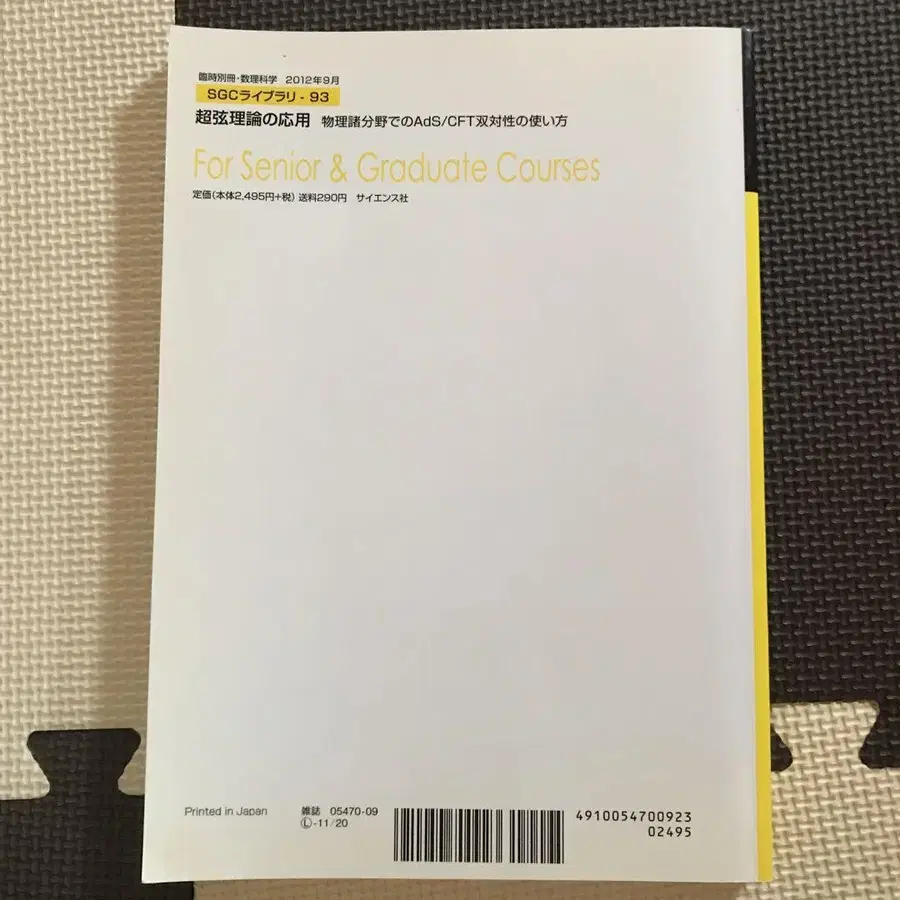 臨時別冊・数理科学 2012年9月
SGCライブラリ - 93
超弦理論の応用 物理諸分野でのAdS/CFT双対性の使い方
For Senior & Graduate Courses
定価(本体2,495円+税) 送料290円 サイエンス社
Printed in Japan 雑誌 05470-09
Ⓛ-11/20
4910054700923
02495